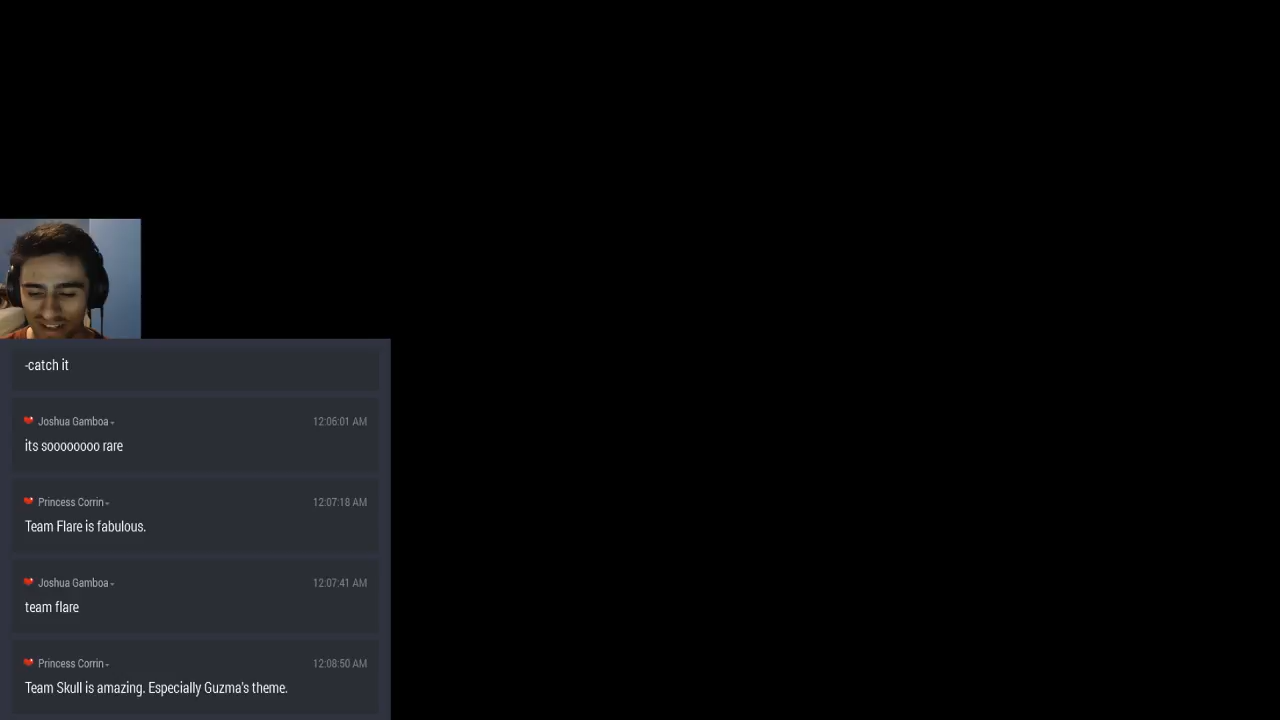 -catch it
Joshua Gamboa
12:06:01 AM
its soooooooo rare
Princess Corrin
12:07:18 AM
Team Flare is fabulous.
Joshua Gamboa
12:07:41 AM
team flare
Princess Corrin
12:08:50 AM
Team Skull is amazing. Especially Guzma's theme.